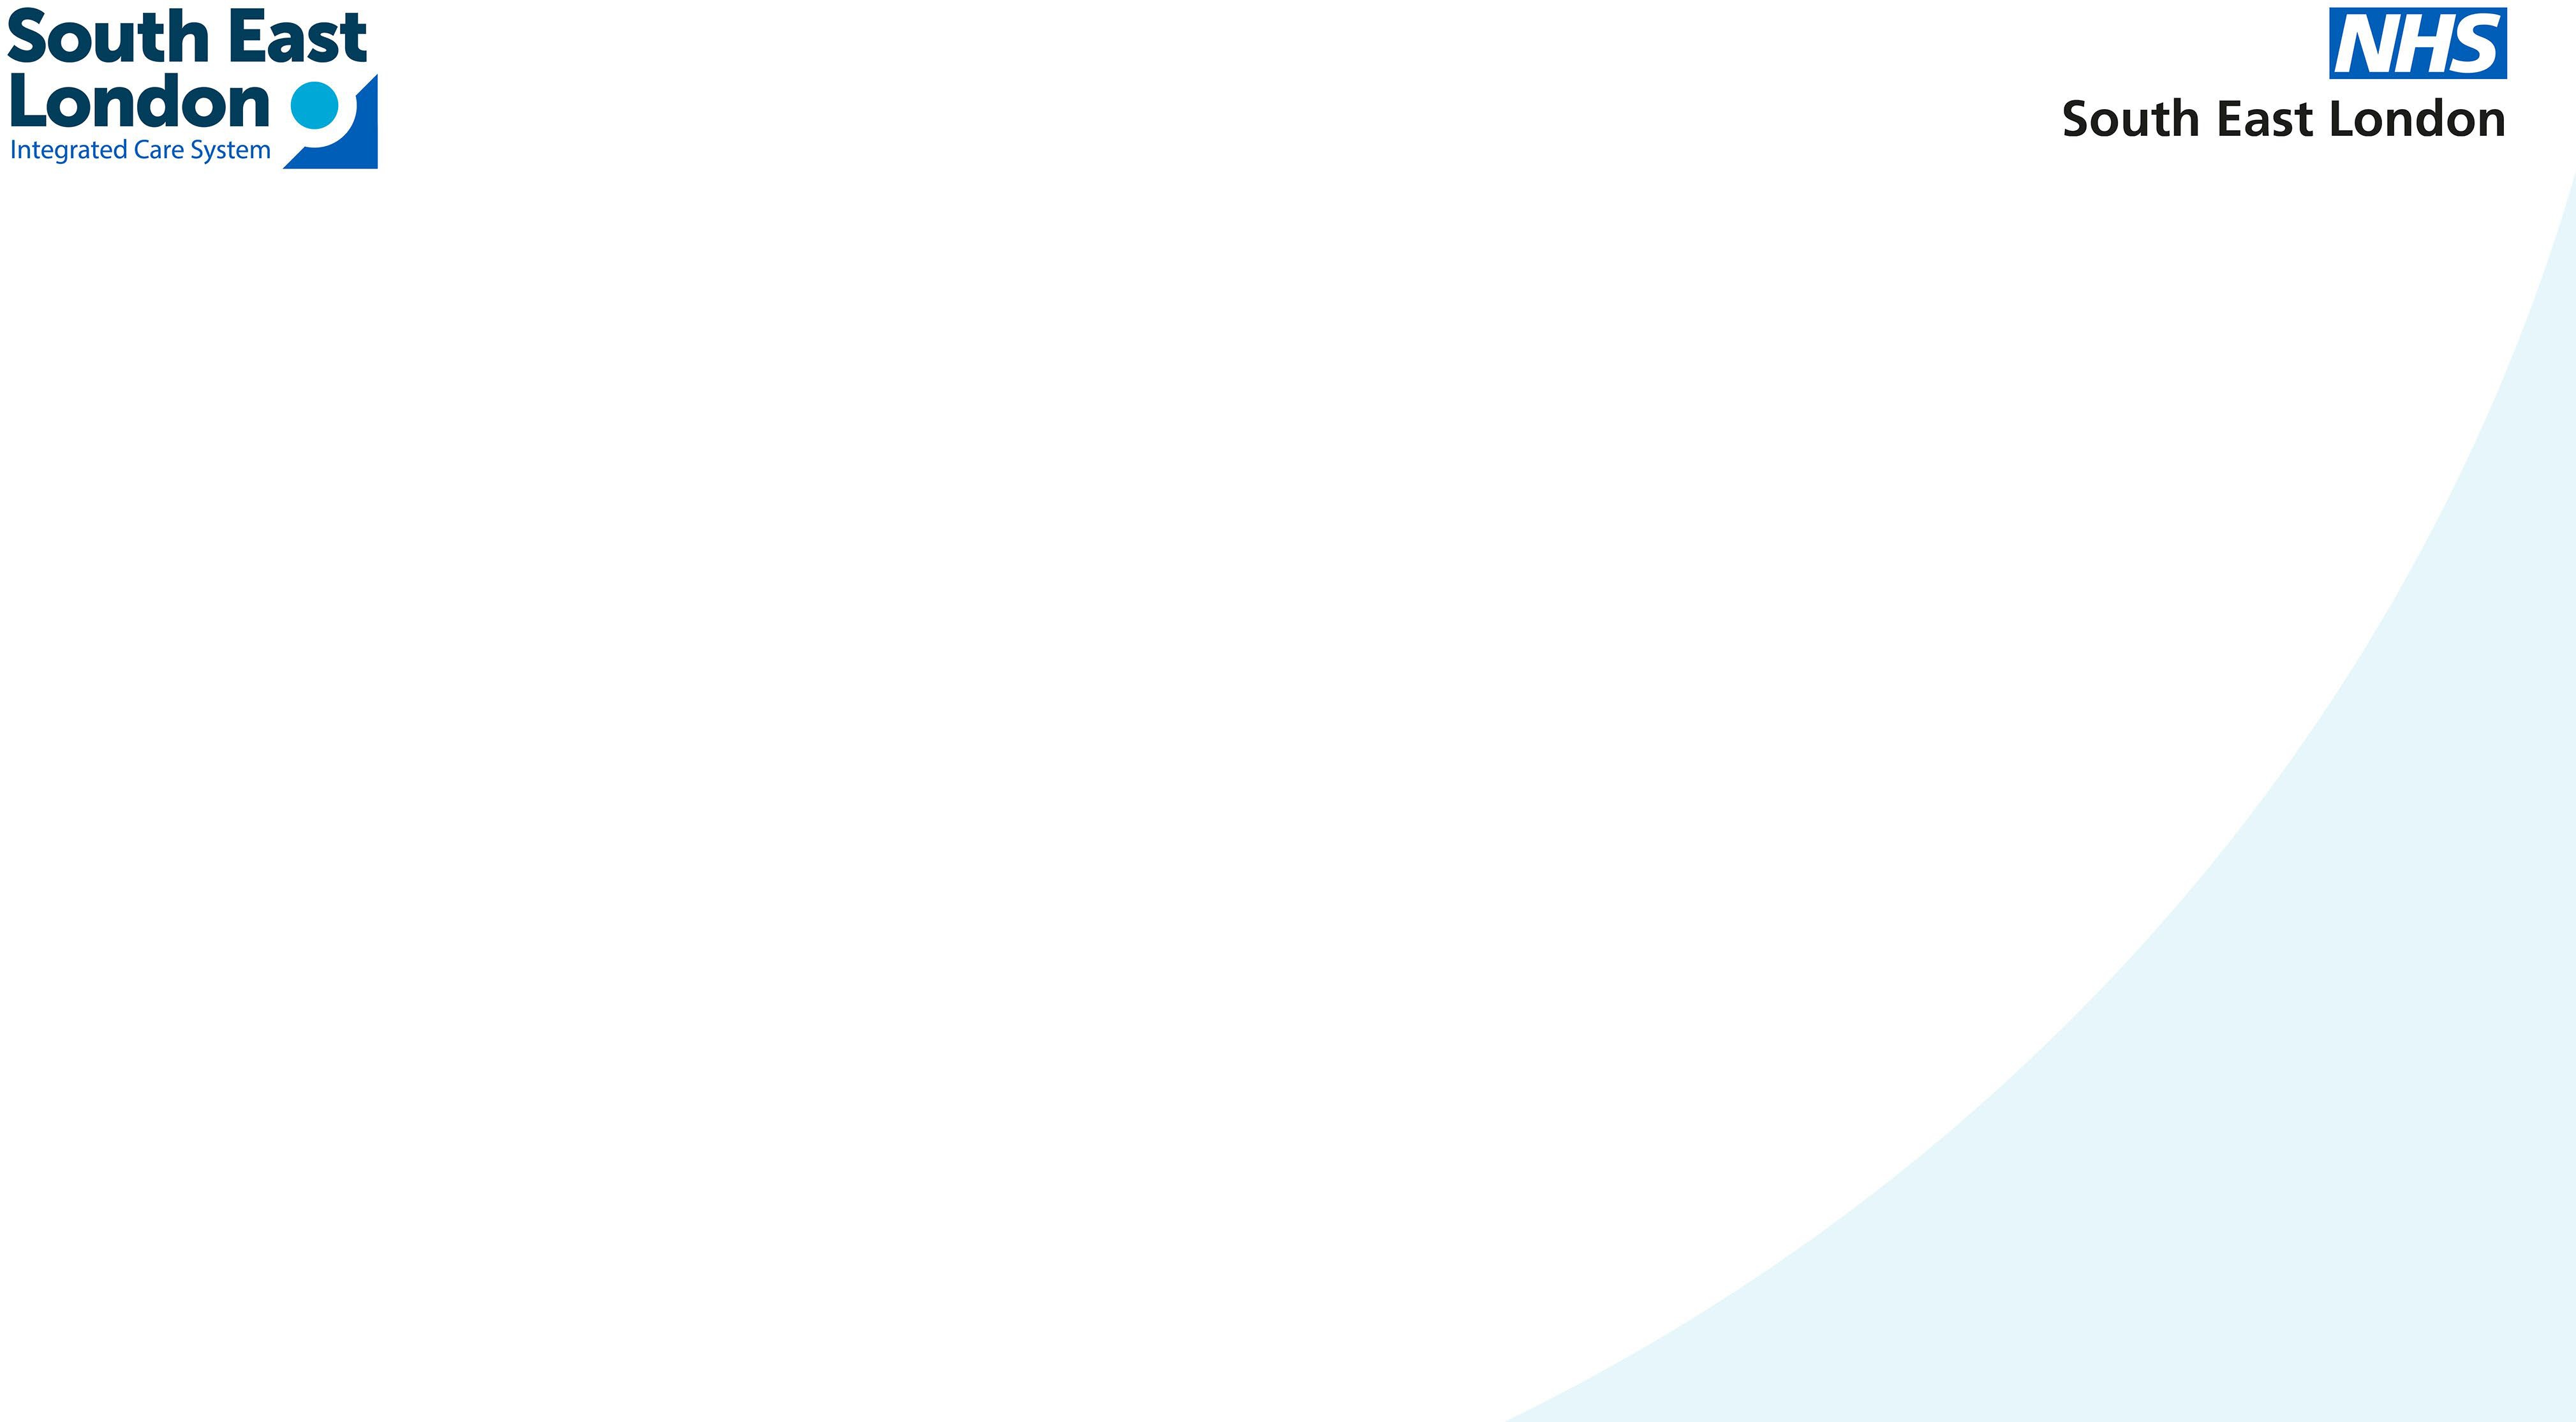 South East
London
Integrated Care System
NHS
South East London